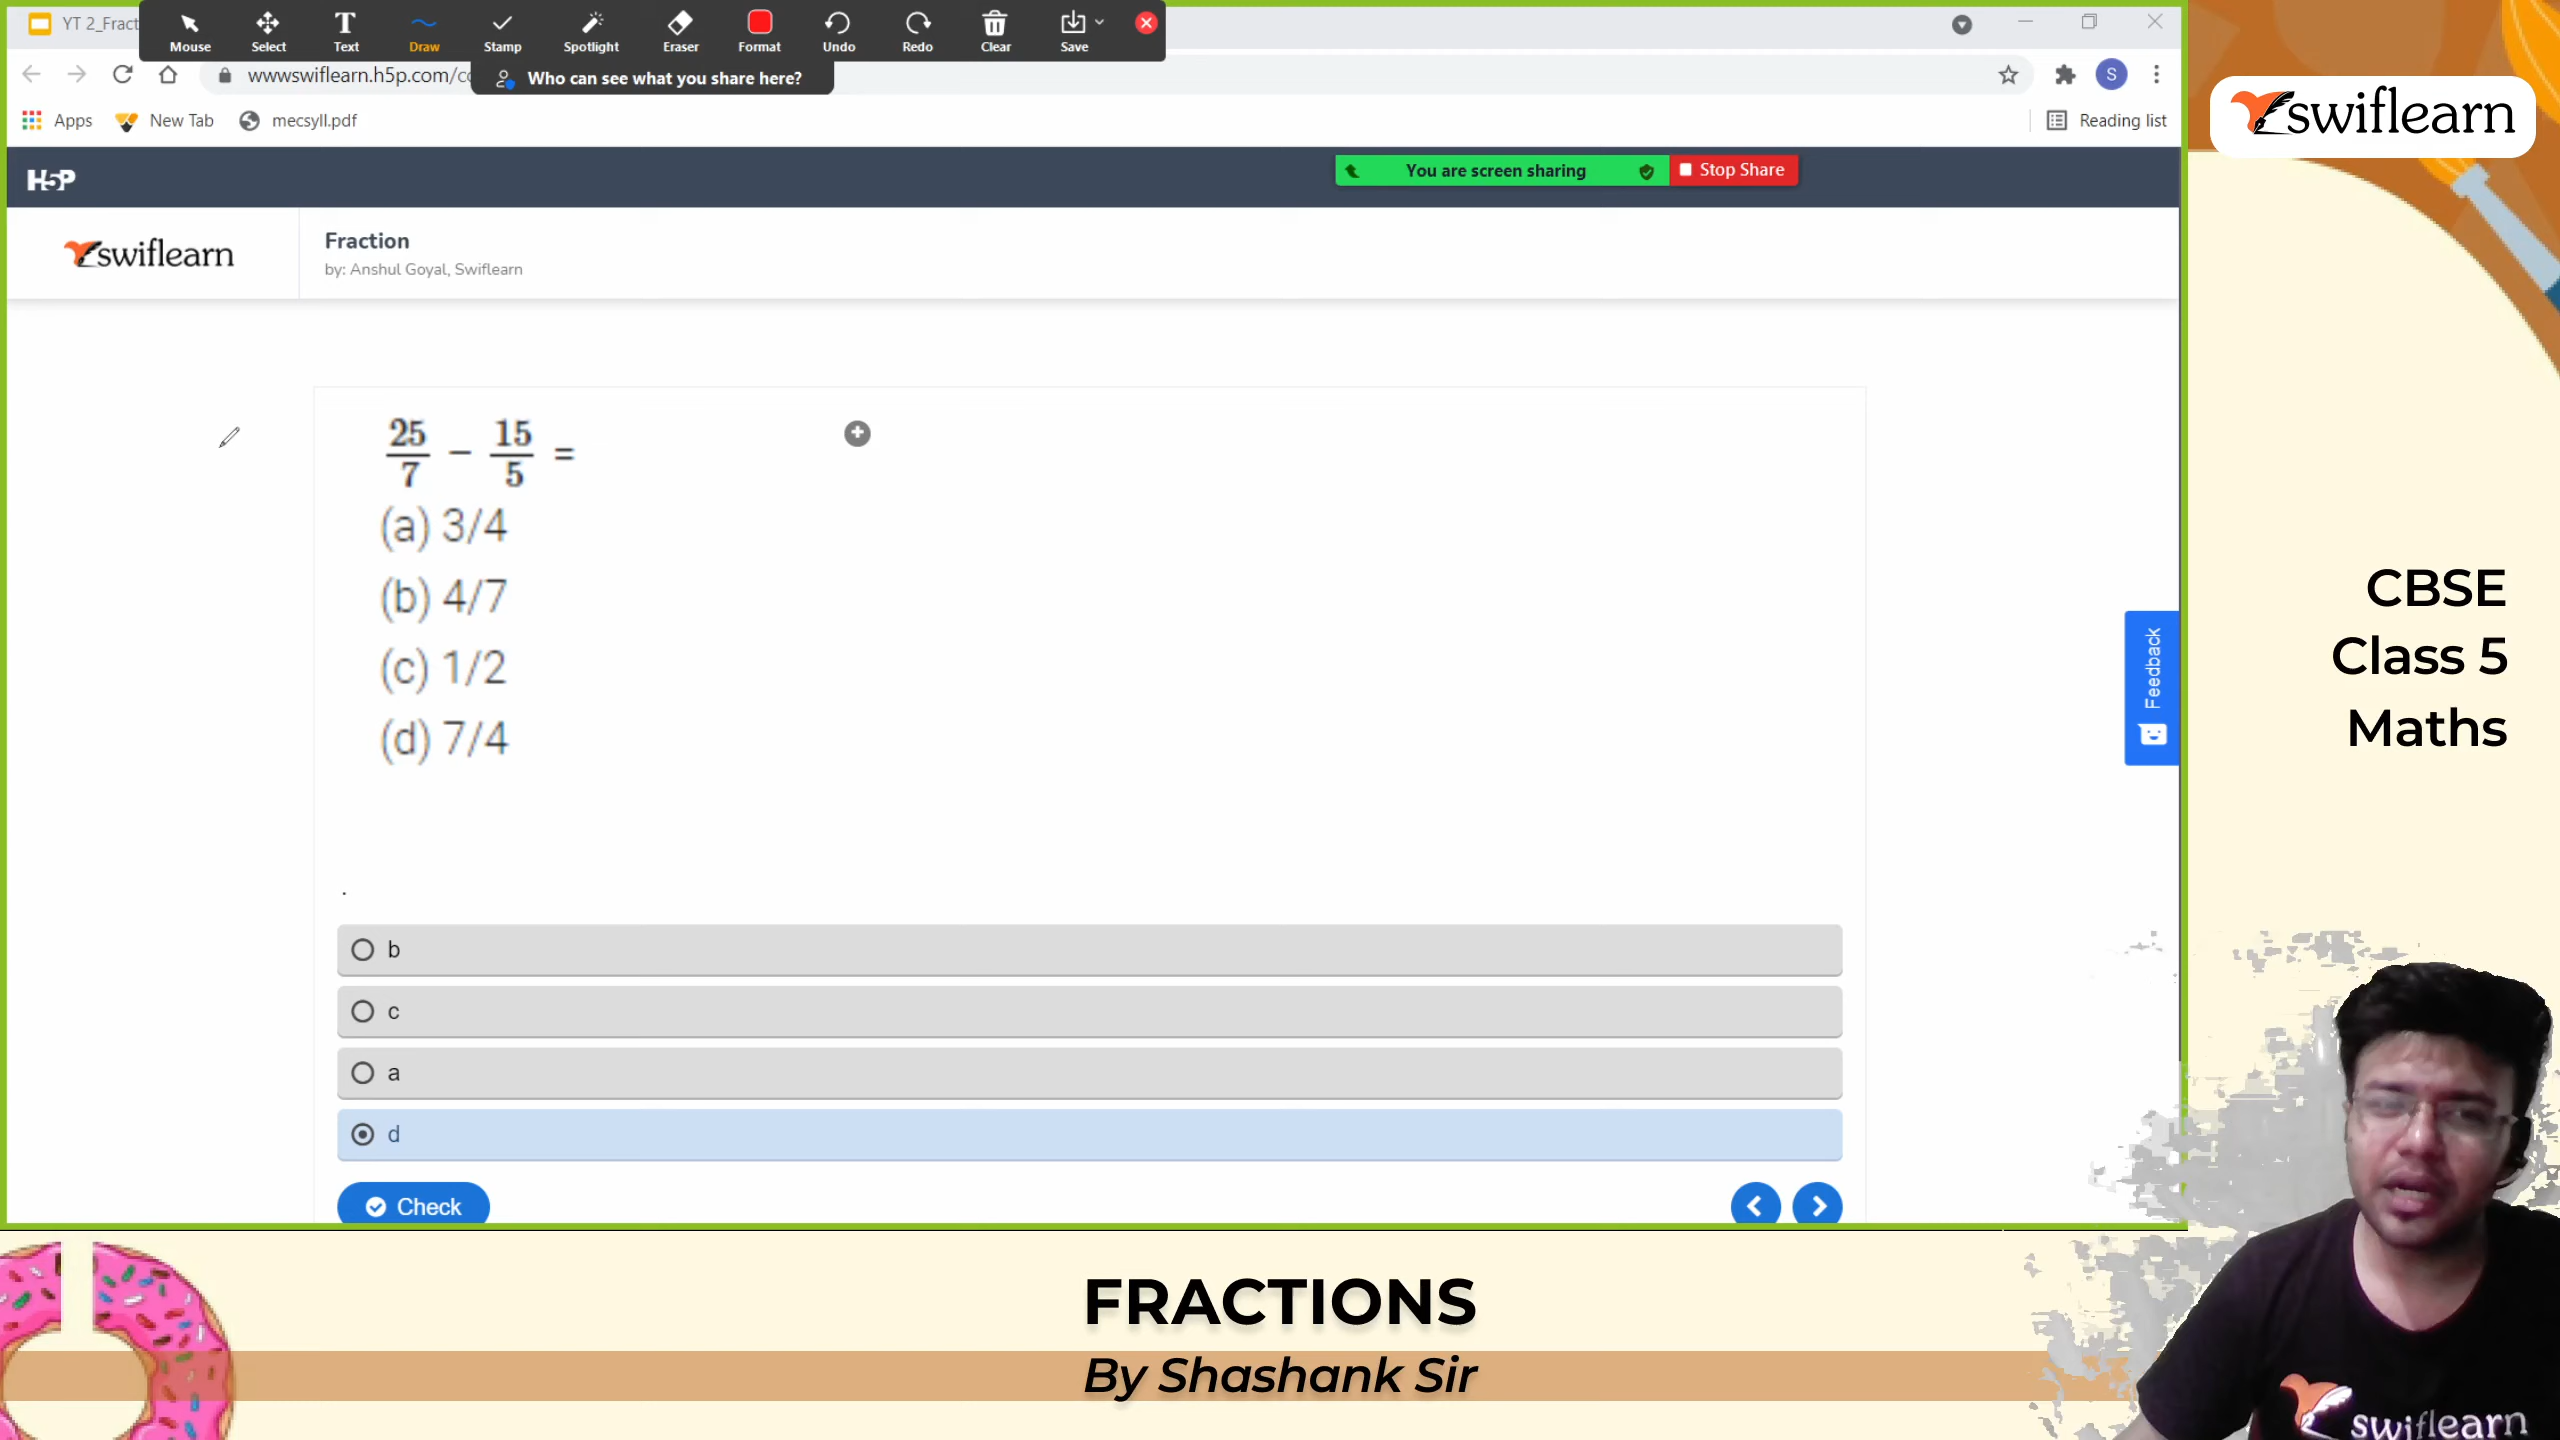 YT 2_Fract
Mouse Select Text Draw Stamp Spotlight Eraser Format Undo Redo Clear Save
wwwswiflearn.h5p.com/cc
Who can see what you share here?
S
Apps New Tab mecsyll.pdf Reading list
swiflearn
H5P
You are screen sharing Stop Share
swiflearn
Fraction
by: Anshul Goyal, Swiflearn
25/7 − 15/5 =
(a) 3/4
(b) 4/7
(c) 1/2
(d) 7/4
.
b
c
a
d
Check
Feedback
CBSE
Class 5
Maths
FRACTIONS
By Shashank Sir
swiflearn